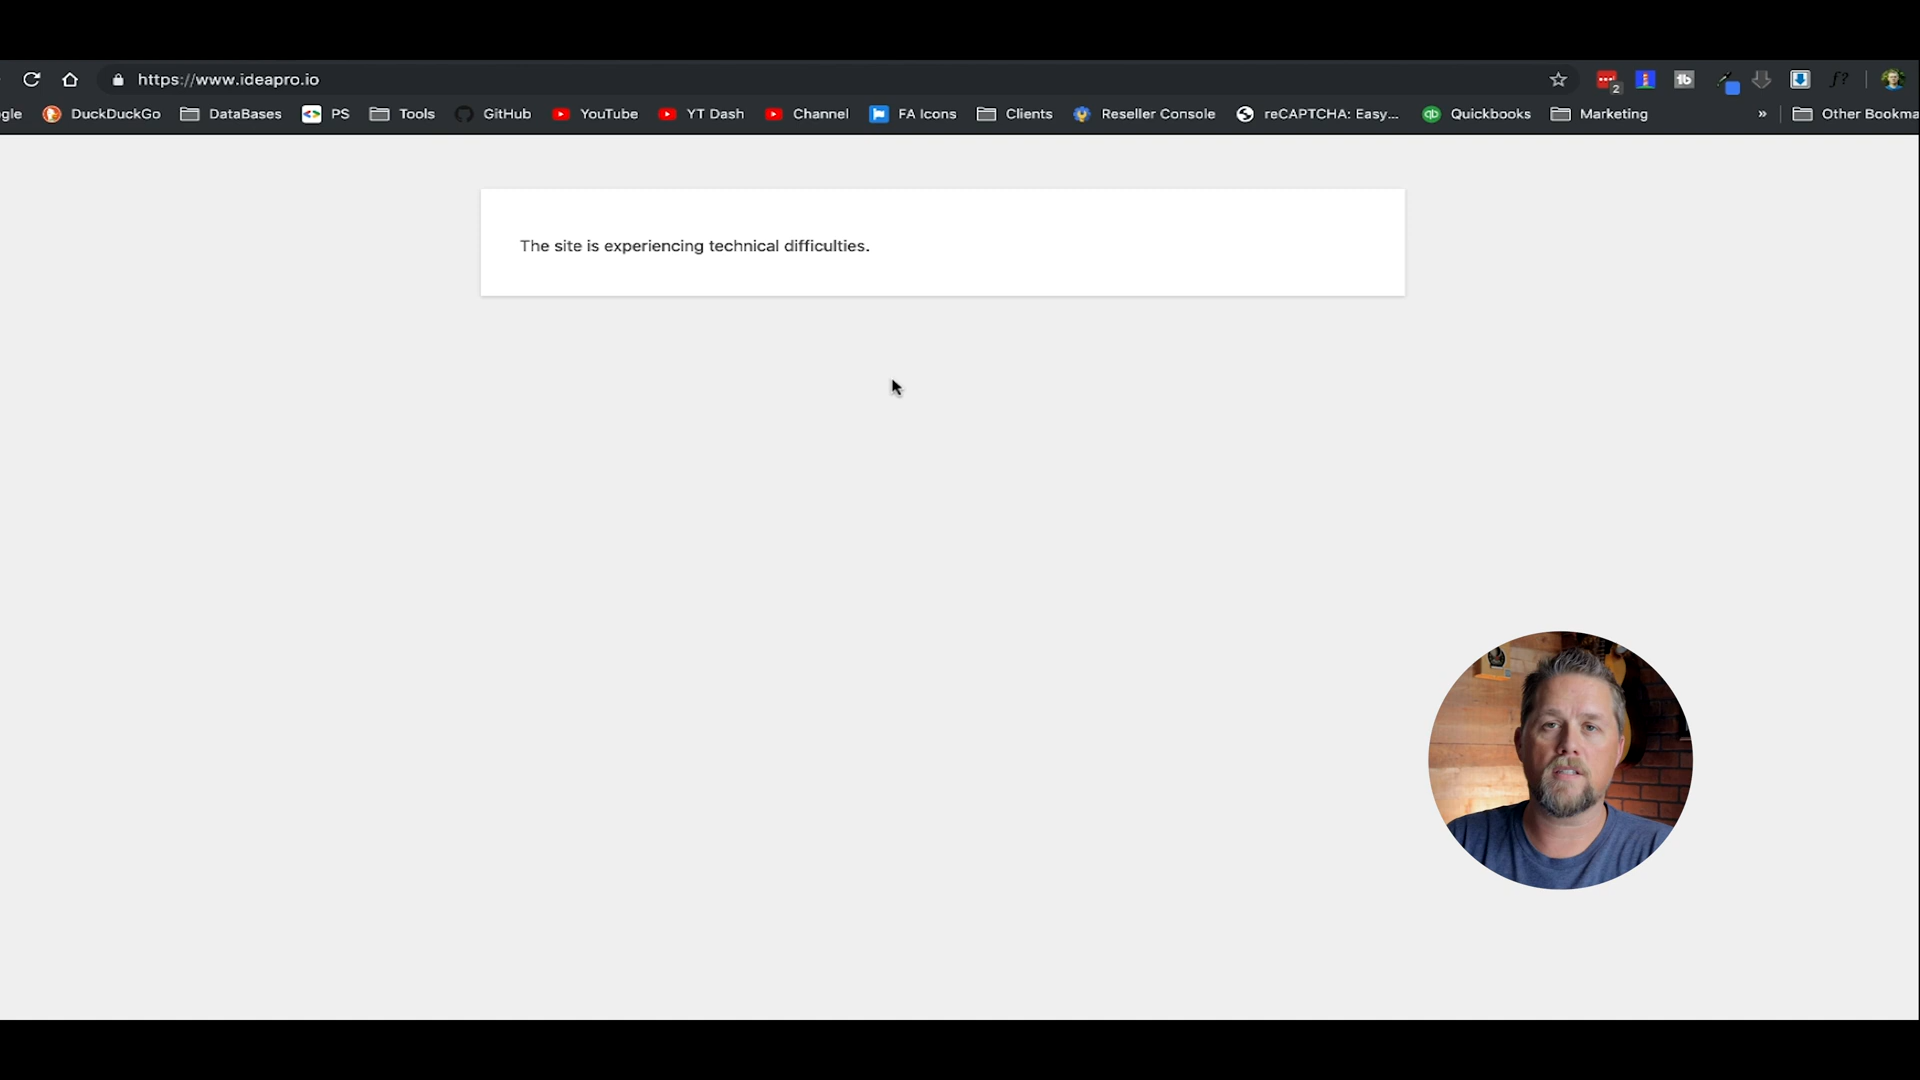 https://www.ideapro.io
2
gle DuckDuckGo DataBases PS Tools GitHub YouTube YT Dash Channel FA Icons Clients Reseller Console reCAPTCHA: Easy... Quickbooks Marketing » Other Bookma
The site is experiencing technical difficulties.